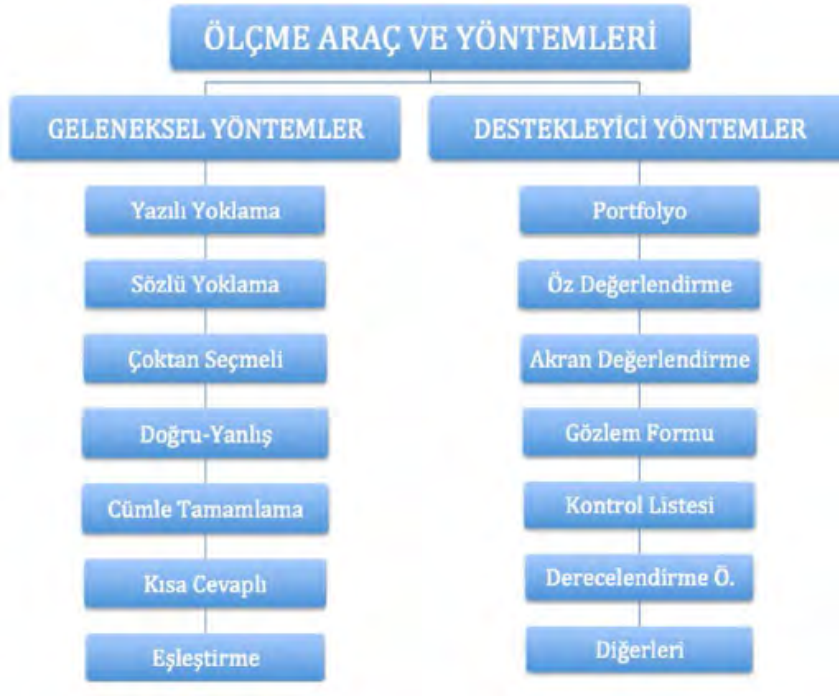 ÖLÇME ARAÇ VE YÖNTEMLERİ
GELENEKSEL YÖNTEMLER
Yazılı Yoklama
Sözlü Yoklama
Çoktan Seçmeli
Doğru-Yanlış
Cümle Tamamlama
Kısa Cevaplı
Eşleştirme
DESTEKLEYİCİ YÖNTEMLER
Portfolyo
Öz Değerlendirme
Akran Değerlendirme
Gözlem Formu
Kontrol Listesi
Derecelendirme Ö.
Diğerleri